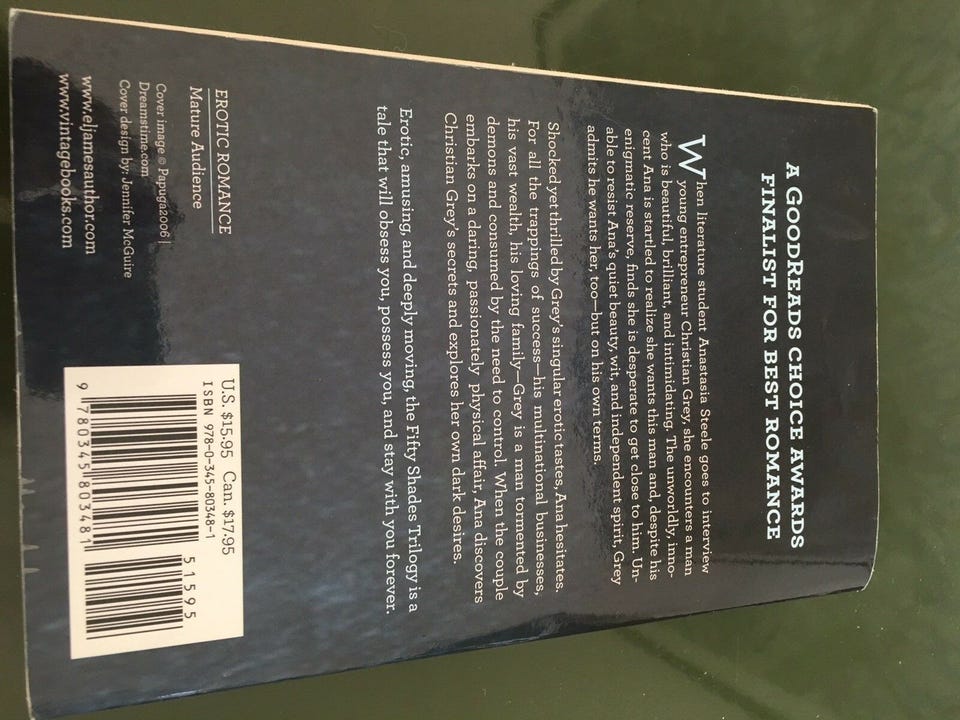 A GOODREADS CHOICE AWARDS
FINALIST FOR BEST ROMANCE
When literature student Anastasia Steele goes to interview
young entrepreneur Christian Grey, she encounters a man
who is beautiful, brilliant, and intimidating. The unworldly, inno-
cent Ana is startled to realize she wants this man and, despite his
enigmatic reserve, finds she is desperate to get close to him. Un-
able to resist Ana's quiet beauty, wit, and independent spirit, Grey
admits he wants her, too—but on his own terms.
Shocked yet thrilled by Grey's singular erotic tastes, Ana hesitates.
For all the trappings of success—his multinational businesses,
his vast wealth, his loving family—Grey is a man tormented by
demons and consumed by the need to control. When the couple
embarks on a daring, passionately physical affair, Ana discovers
Christian Grey's secrets and explores her own dark desires.
Erotic, amusing, and deeply moving, the Fifty Shades Trilogy is a
tale that will obsess you, possess you, and stay with you forever.
EROTIC ROMANCE
Mature Audience
Cover image © Papuga2006 |
Dreamstime.com
Cover design by: Jennifer McGuire
www.eljamesauthor.com
www.vintagebooks.com
U.S. $15.95 Can. $17.95
ISBN 978-0-345-80348-1
51595
9 780345 803481